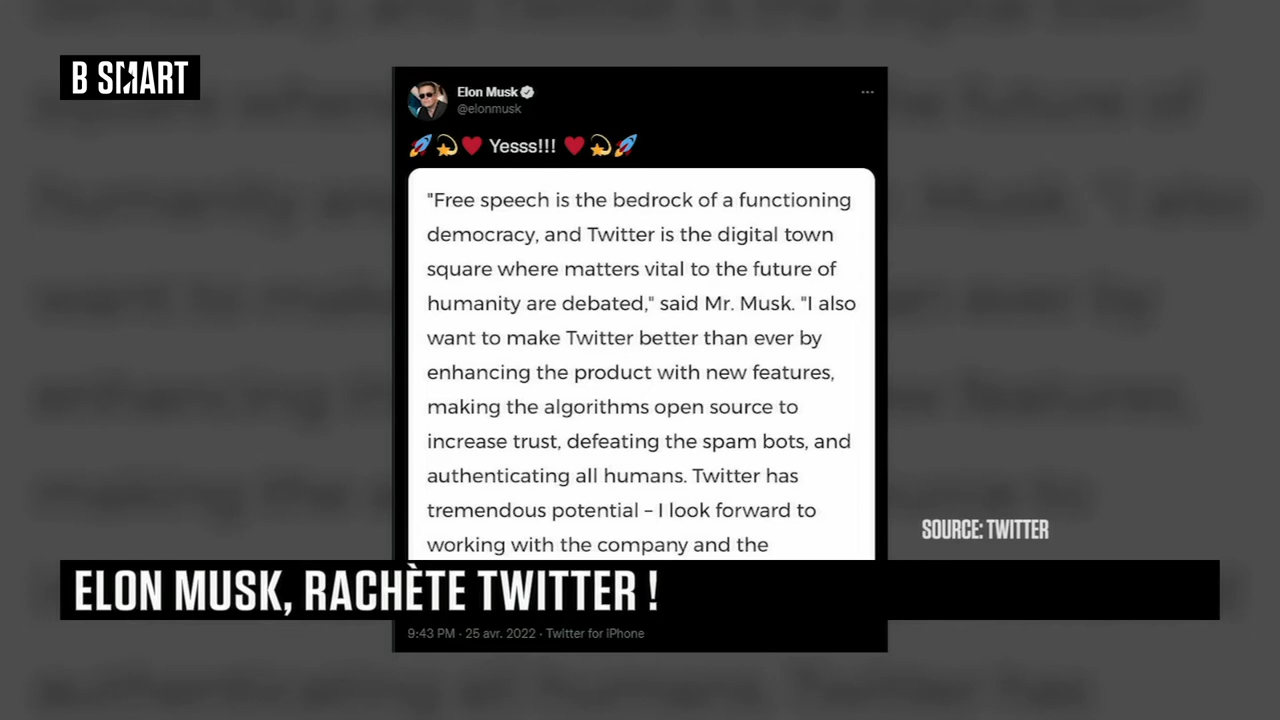 B SMART
Elon Musk
@elonmusk
🚀💫♥ Yesss!!! ♥💫🚀
"Free speech is the bedrock of a functioning
democracy, and Twitter is the digital town
square where matters vital to the future of
humanity are debated," said Mr. Musk. "I also
want to make Twitter better than ever by
enhancing the product with new features,
making the algorithms open source to
increase trust, defeating the spam bots, and
authenticating all humans. Twitter has
tremendous potential – I look forward to
working with the company and the
SOURCE: TWITTER
ELON MUSK, RACHÈTE TWITTER !
9:43 PM · 25 avr. 2022 · Twitter for iPhone